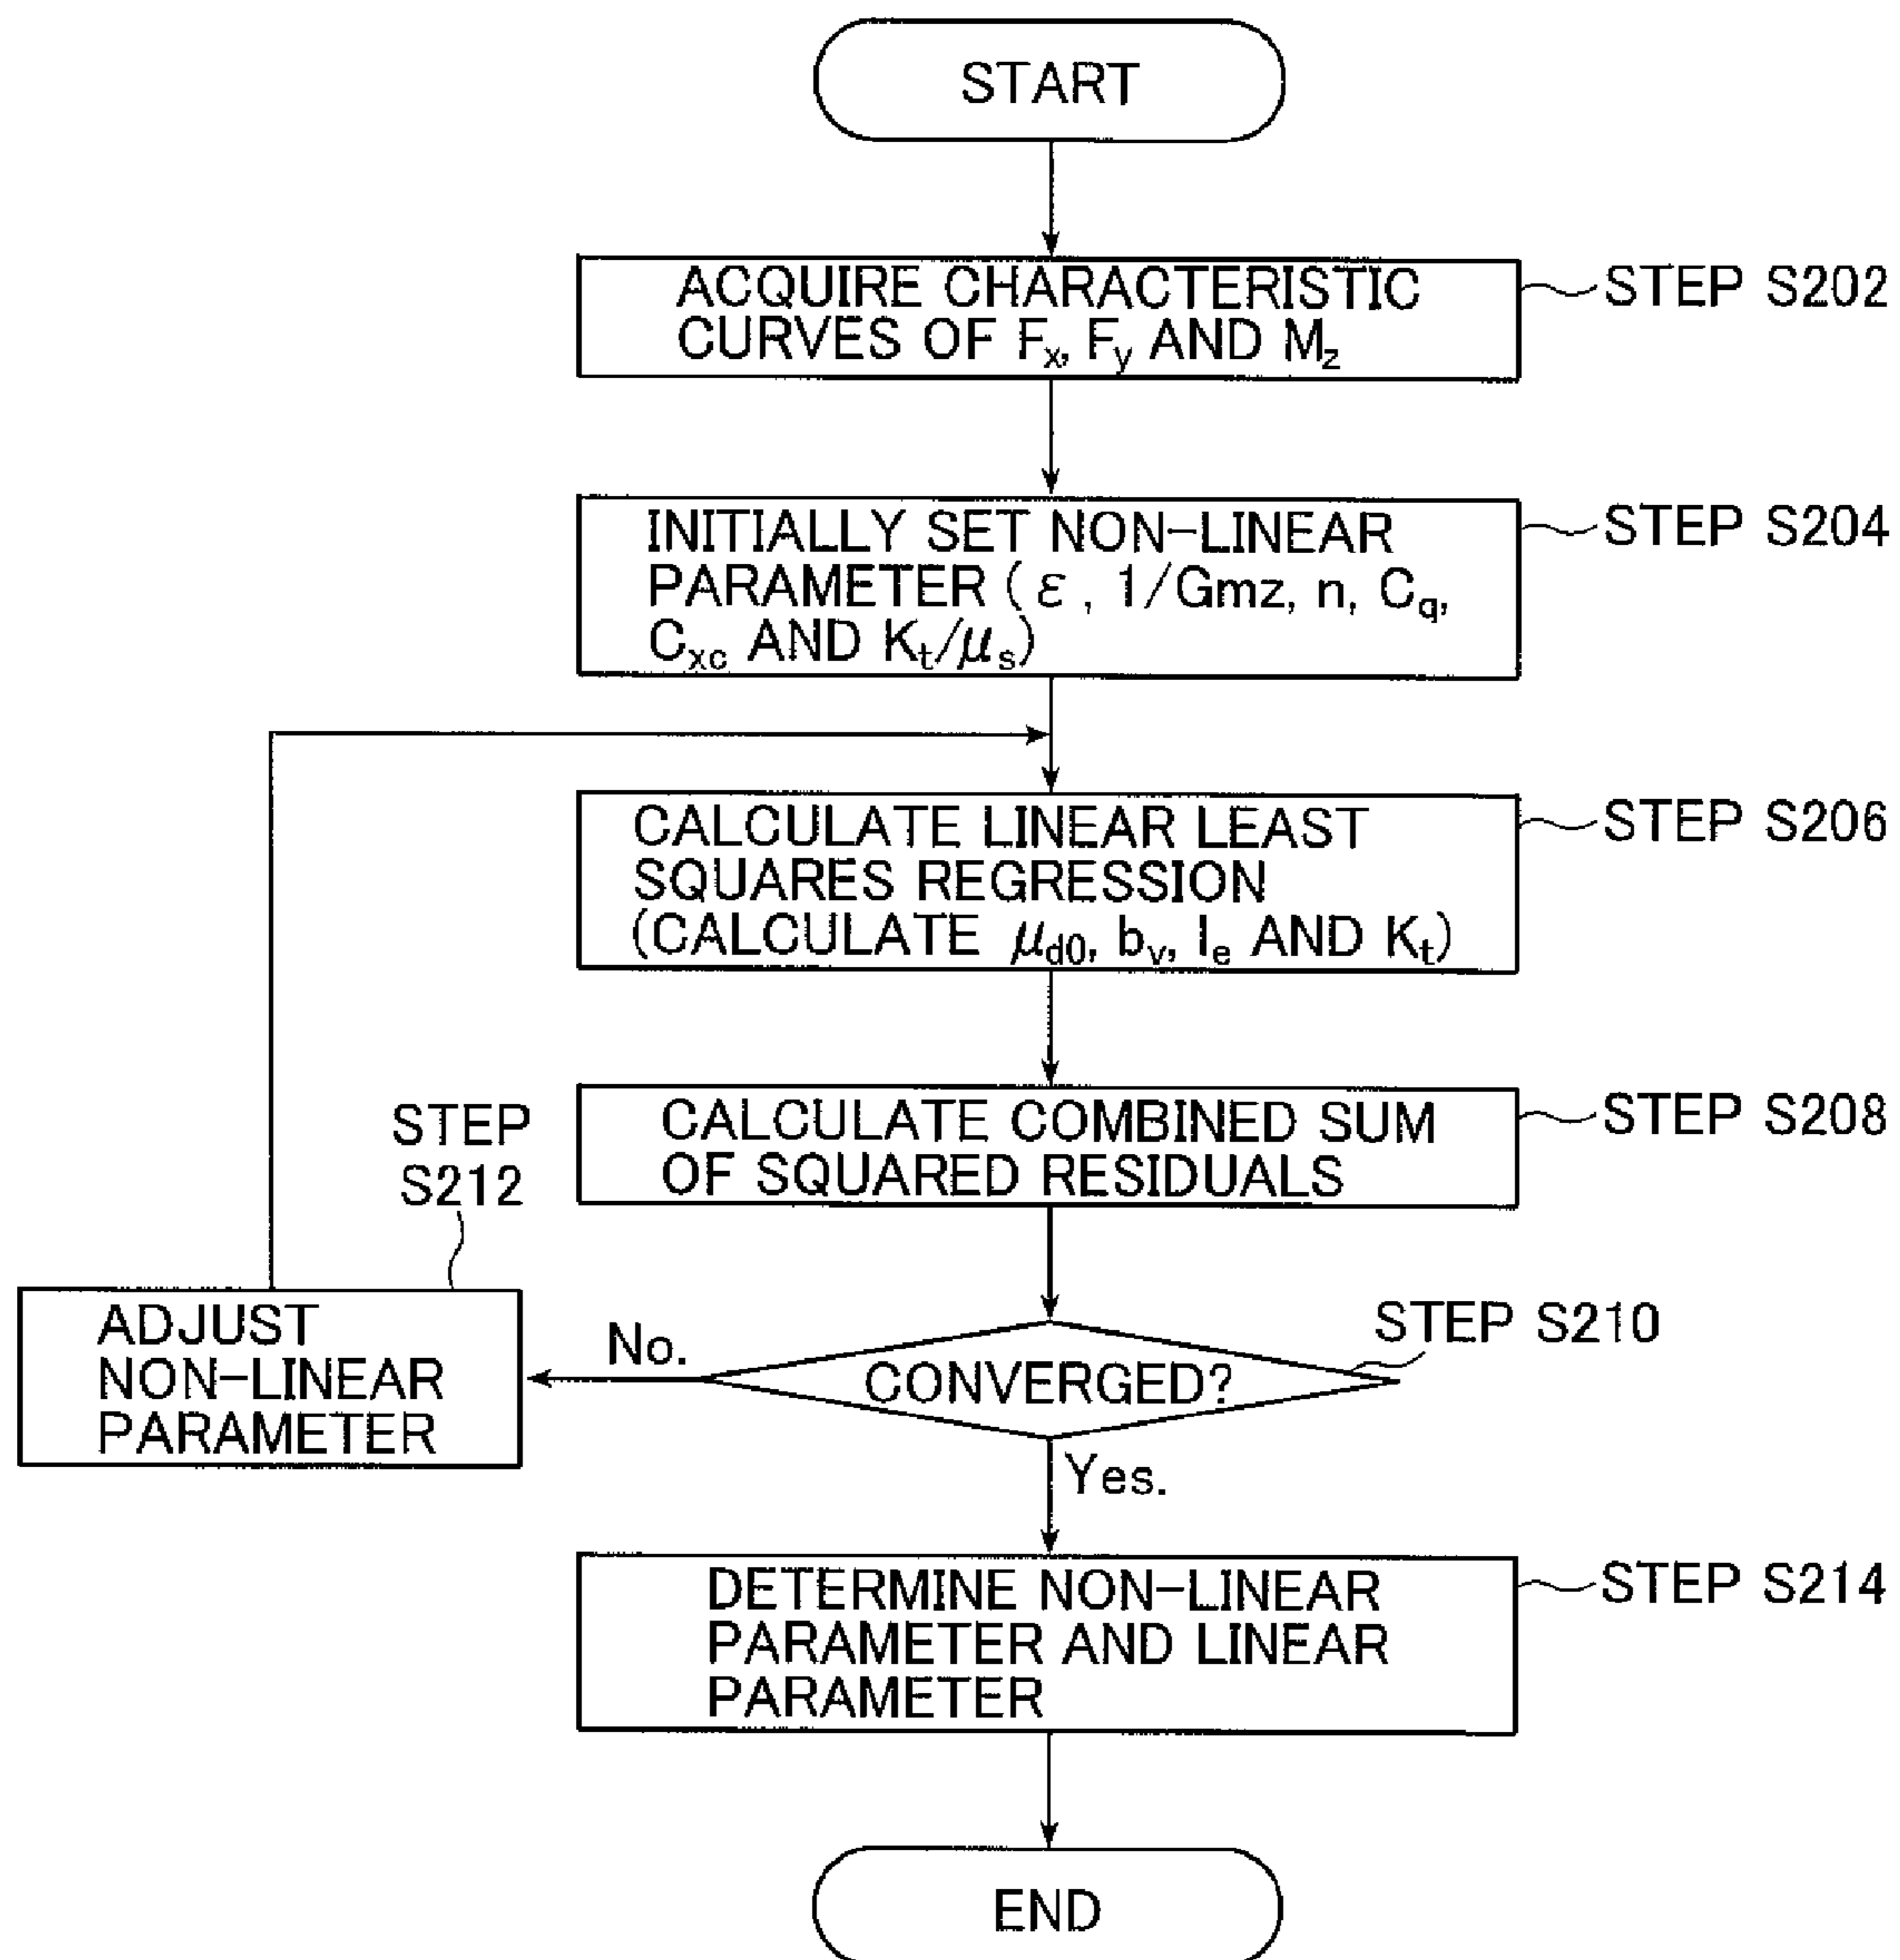 START
ACQUIRE CHARACTERISTIC
CURVES OF Fx, Fy AND Mz
STEP S202
INITIALLY SET NON-LINEAR
PARAMETER (ε, 1/Gmz, n, Cq,
Cxc AND Kt/μs)
STEP S204
CALCULATE LINEAR LEAST
SQUARES REGRESSION
(CALCULATE μd0, bv, le AND Kt)
STEP S206
CALCULATE COMBINED SUM
OF SQUARED RESIDUALS
STEP S208
STEP
S212
ADJUST
NON-LINEAR
PARAMETER
No.
CONVERGED?
STEP S210
Yes.
DETERMINE NON-LINEAR
PARAMETER AND LINEAR
PARAMETER
STEP S214
END